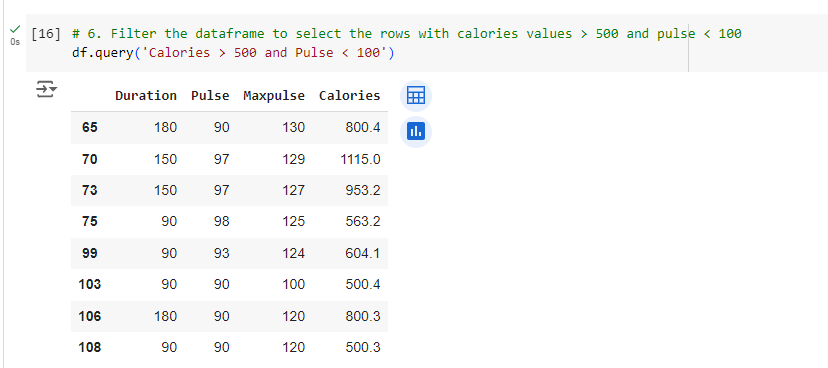 [16] # 6. Filter the dataframe to select the rows with calories values > 500 and pulse < 100
df.query('Calories > 500 and Pulse < 100')
0s
Duration Pulse Maxpulse Calories
65 180 90 130 800.4
70 150 97 129 1115.0
73 150 97 127 953.2
75 90 98 125 563.2
99 90 93 124 604.1
103 90 90 100 500.4
106 180 90 120 800.3
108 90 90 120 500.3